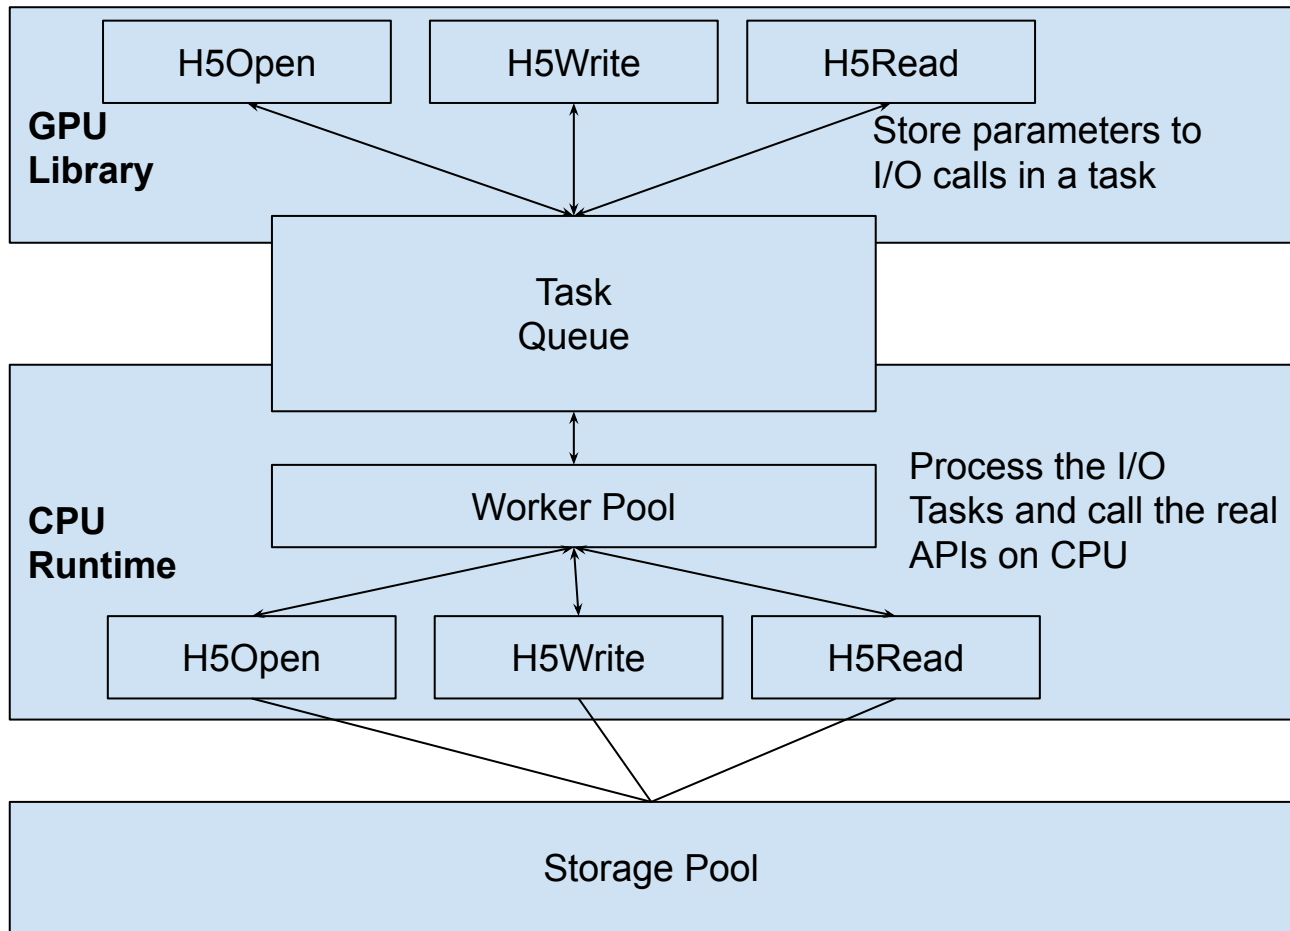 H5Open
H5Write
H5Read
GPU
Library
Store parameters to
I/O calls in a task
Task
Queue
Worker Pool
Process the I/O
Tasks and call the real
APIs on CPU
CPU
Runtime
H5Open
H5Write
H5Read
Storage Pool